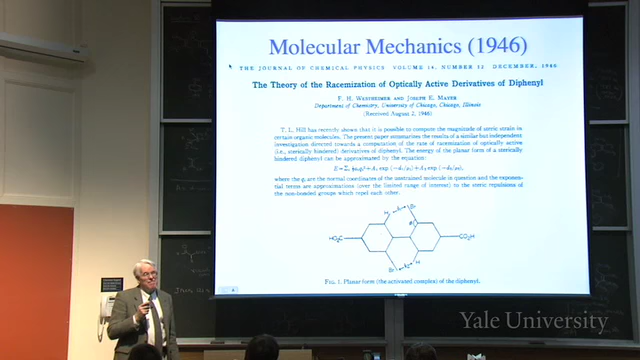 Molecular Mechanics (1946)
THE JOURNAL OF CHEMICAL PHYSICS VOLUME 14, NUMBER 12 DECEMBER, 1946
The Theory of the Racemization of Optically Active Derivatives of Diphenyl
F. H. WESTHEIMER AND JOSEPH E. MAYER
Department of Chemistry, University of Chicago, Chicago, Illinois
(Received August 2, 1946)
T. L. Hill has recently shown that it is possible to compute the magnitude of steric strain in
certain organic molecules. The present paper summarizes the results of a similar but independent
investigation directed towards a computation of the rate of racemization of optically active
(i.e., sterically hindered) derivatives of diphenyl. The energy of the planar form of a sterically
hindered diphenyl can be approximated by the equation:
where the are the normal coordinates of the unstrained molecule in question and the exponential
terms are approximations (over the limited range of interest) to the steric repulsions of
the non-bonded groups which repel each other.
H Br
HO₂C CO₂H
Br H
FIG. 1. Planar form (the activated complex) of the diphenyl.
Yale University